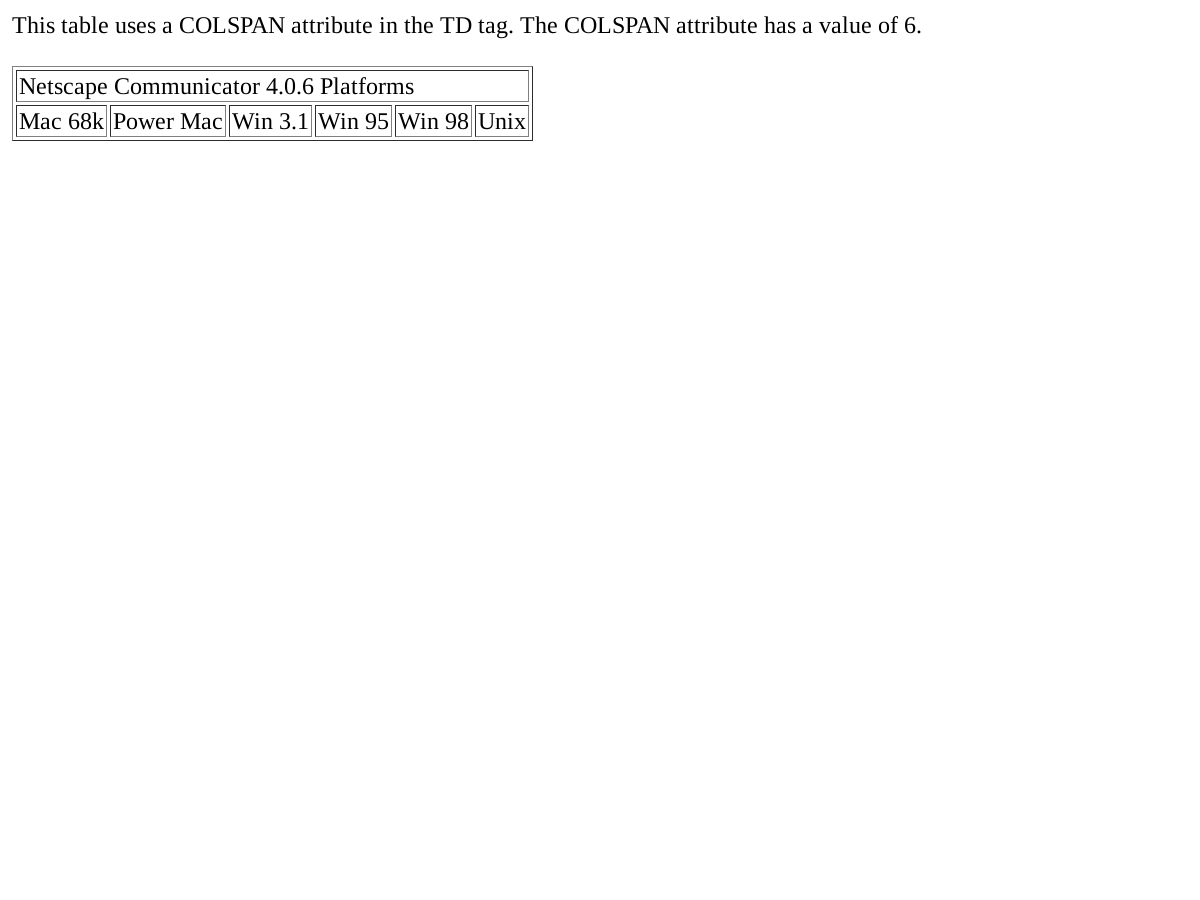 This table uses a COLSPAN attribute in the TD tag. The COLSPAN attribute has a value of 6.
Netscape Communicator 4.0.6 Platforms
Mac 68k Power Mac Win 3.1 Win 95 Win 98 Unix